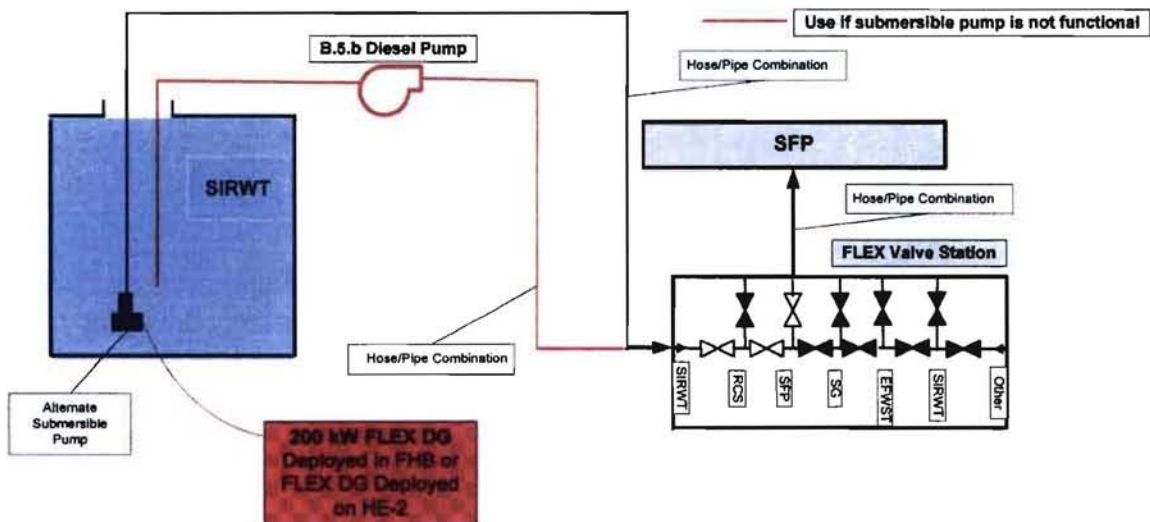 Use if submersible pump is not functional
B.5.b Diesel Pump
Hose/Pipe Combination
SFP
SIRWT
Hose/Pipe Combination
FLEX Valve Station
Hose/Pipe Combination
SIRWT
RCS
SFP
SG
EFWST
SIRWT
Other
Alternate
Submersible
Pump
200 kW FLEX DG
Deployed in FHB or
FLEX DG Deployed
on HE-2